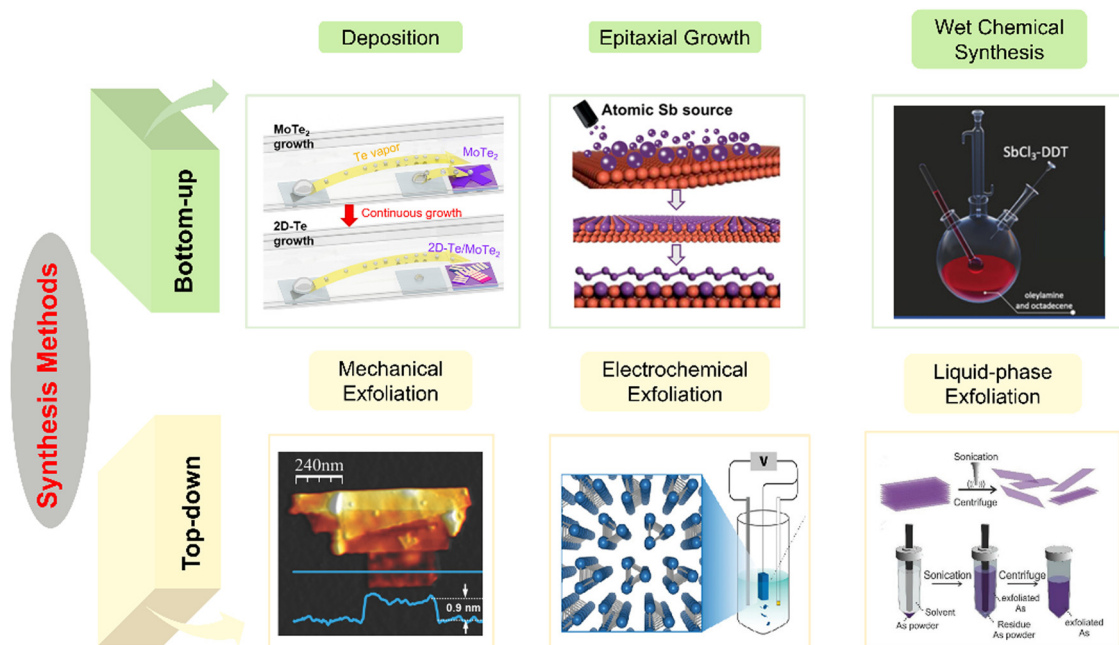 Synthesis Methods
Bottom-up
Deposition
MoTe₂
growth
Te vapor
MoTe₂
Continuous growth
2D-Te
growth
2D-Te/MoTe₂
Epitaxial Growth
Atomic Sb source
Wet Chemical
Synthesis
SbCl₃-DDT
oleylamine
and octadecene
Top-down
Mechanical
Exfoliation
240nm
0.9 nm
Electrochemical
Exfoliation
V
Liquid-phase
Exfoliation
Sonication
Centrifuge
Sonication
Centrifuge
Solvent
As powder
exfoliated
As
Residue
As powder
exfoliated
As